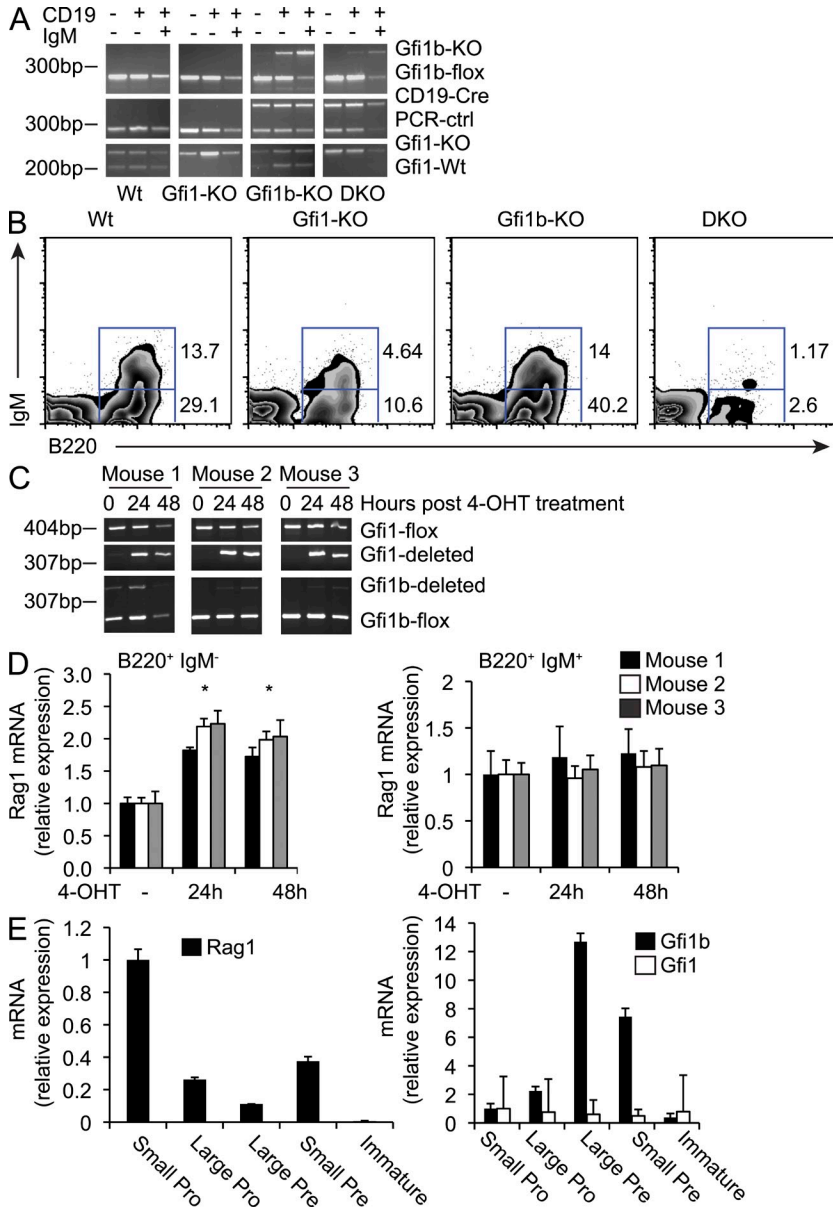 A
CD19 - + + - + + - + + - + +
IgM + + + +
300bp
Gfi1b-KO
Gfi1b-flox
CD19-Cre
300bp
PCR-ctrl
Gfi1-KO
200bp
Gfi1-Wt
Wt Gfi1-KO Gfi1b-KO DKO
B
Wt Gfi1-KO Gfi1b-KO DKO
13.7 4.64 14 1.17
29.1 10.6 40.2 2.6
IgM
B220
C
Mouse 1 Mouse 2 Mouse 3
0 24 48 0 24 48 0 24 48 Hours post 4-OHT treatment
404bp Gfi1-flox
307bp Gfi1-deleted
Gfi1b-deleted
307bp
Gfi1b-flox
D
B220+ IgM-
Rag1 mRNA
(relative expression)
3.0
2.5
2.0
1.5
1.0
0.5
0.0
* *
4-OHT - 24h 48h
B220+ IgM+
Mouse 1
Mouse 2
Mouse 3
Rag1 mRNA
(relative expression)
2
1.5
1
0.5
0
4-OHT - 24h 48h
E
mRNA
(relative expression)
1.2
1
0.8
0.6
0.4
0.2
0
Rag1
Small Pro
Large Pro
Large Pre
Small Pre
Immature
mRNA
(relative expression)
14
12
10
8
6
4
2
0
Gfi1b
Gfi1
Small Pro
Large Pro
Large Pre
Small Pre
Immature